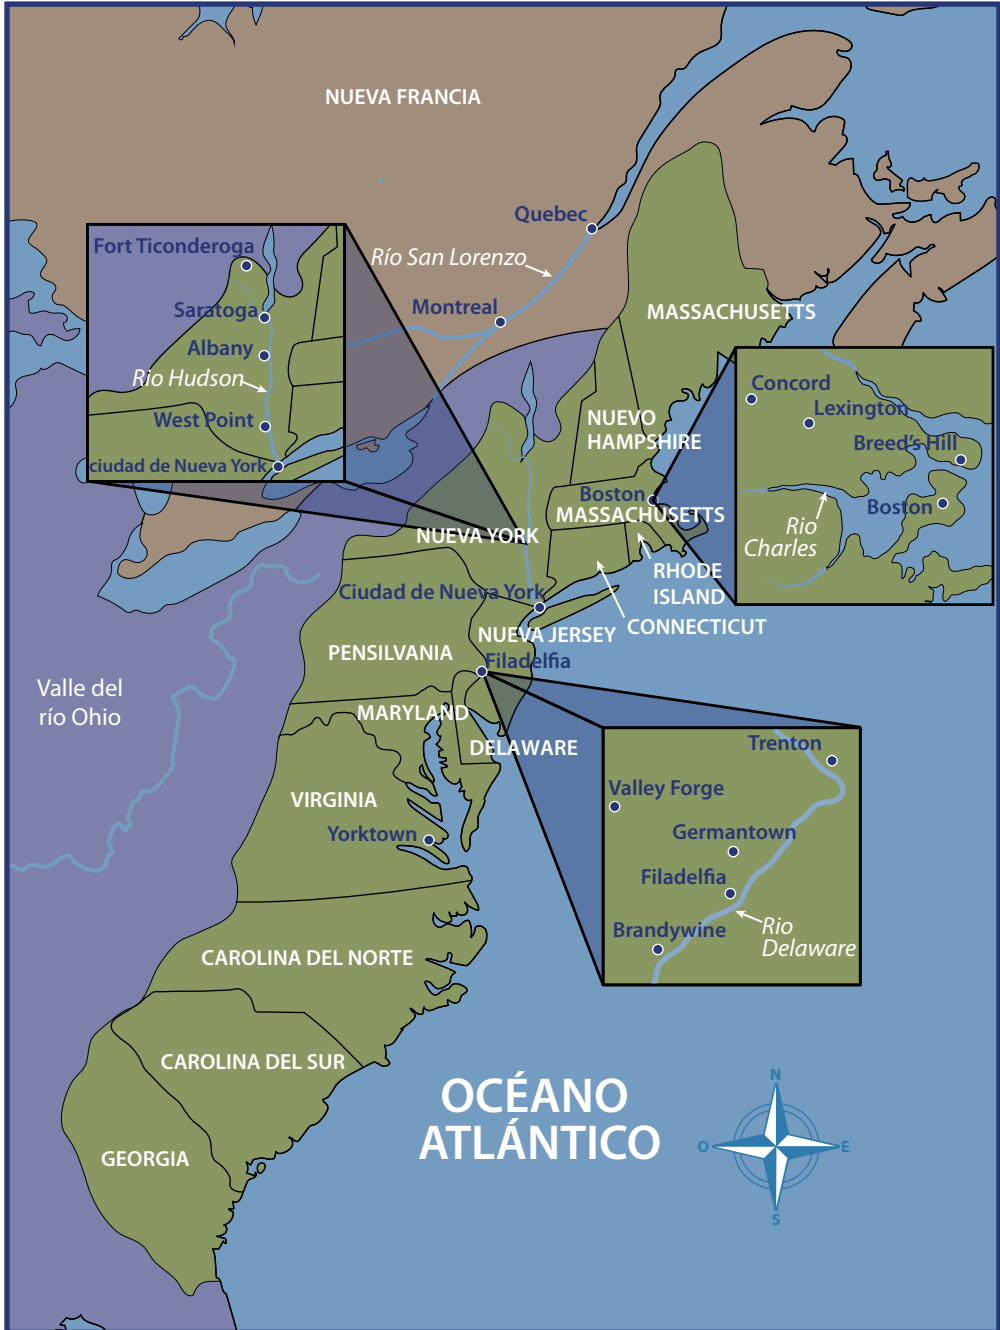 NUEVA FRANCIA
Quebec
Río San Lorenzo
Montreal
Fort Ticonderoga
Saratoga
Albany
Rio Hudson
West Point
ciudad de Nueva York
MASSACHUSETTS
NUEVO
HAMPSHIRE
Concord
Lexington
Breed's Hill
Boston
Rio
Charles
Boston
MASSACHUSETTS
NUEVA YORK
RHODE
ISLAND
Ciudad de Nueva York
CONNECTICUT
NUEVA JERSEY
PENSILVANIA
Filadelfia
Valle del
río Ohio
MARYLAND
DELAWARE
Trenton
Valley Forge
Germantown
Filadelfia
Brandywine
Rio
Delaware
VIRGINIA
Yorktown
CAROLINA DEL NORTE
CAROLINA DEL SUR
GEORGIA
OCÉANO
ATLÁNTICO
N
O
E
S